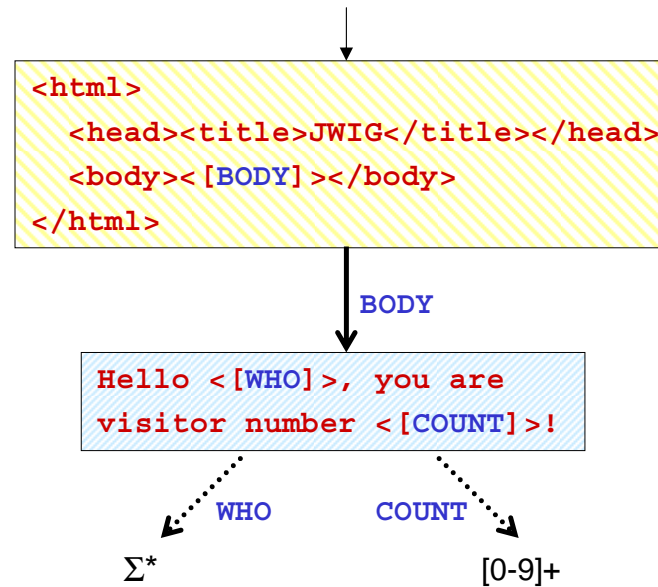 <html>
<head><title>JWIG</title></head>
<body><[BODY]></body>
</html>
BODY
Hello <[WHO]>, you are
visitor number <[COUNT]>!
WHO COUNT
Σ* [0-9]+